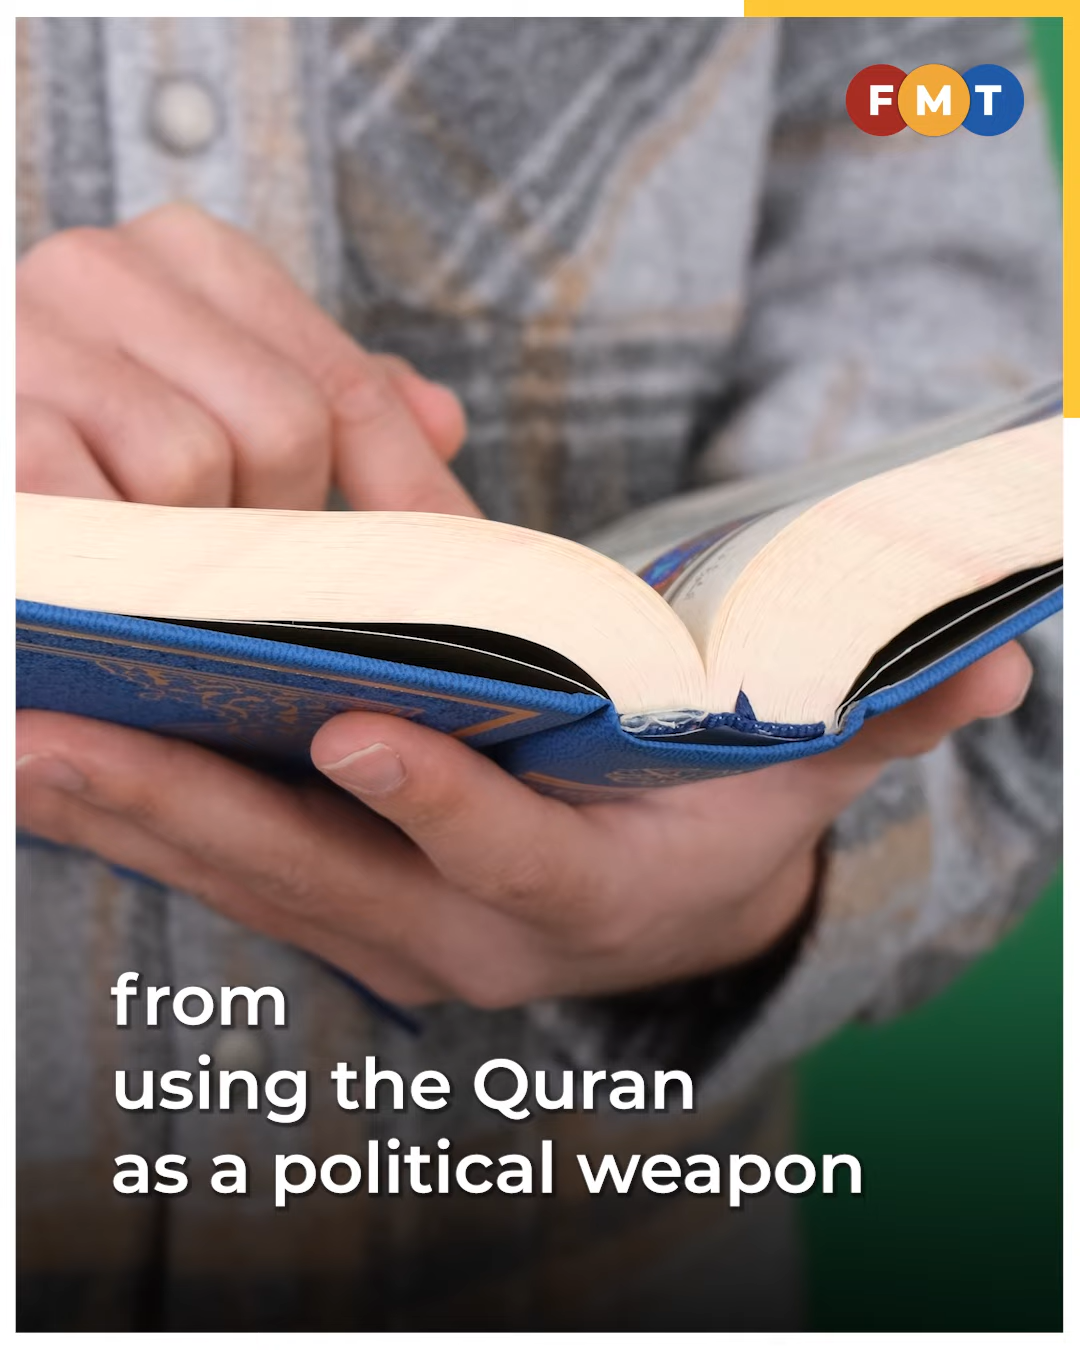 FMT
from
using the Quran
as a political weapon